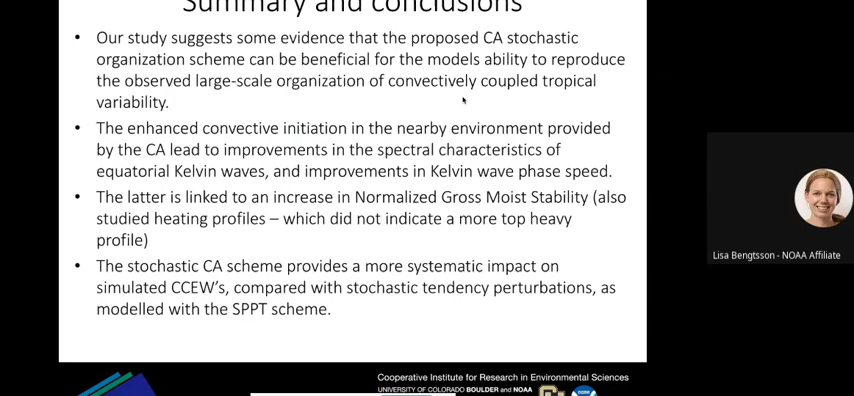 Summary and conclusions
• Our study suggests some evidence that the proposed CA stochastic
organization scheme can be beneficial for the models ability to reproduce
the observed large-scale organization of convectively coupled tropical
variability.
• The enhanced convective initiation in the nearby environment provided
by the CA lead to improvements in the spectral characteristics of
equatorial Kelvin waves, and improvements in Kelvin wave phase speed.
• The latter is linked to an increase in Normalized Gross Moist Stability (also
studied heating profiles – which did not indicate a more top heavy
profile)
• The stochastic CA scheme provides a more systematic impact on
simulated CCEW's, compared with stochastic tendency perturbations, as
modelled with the SPPT scheme.
Lisa Bengtsson - NOAA Affiliate
Cooperative Institute for Research in Environmental Sciences
UNIVERSITY OF COLORADO BOULDER and NOAA